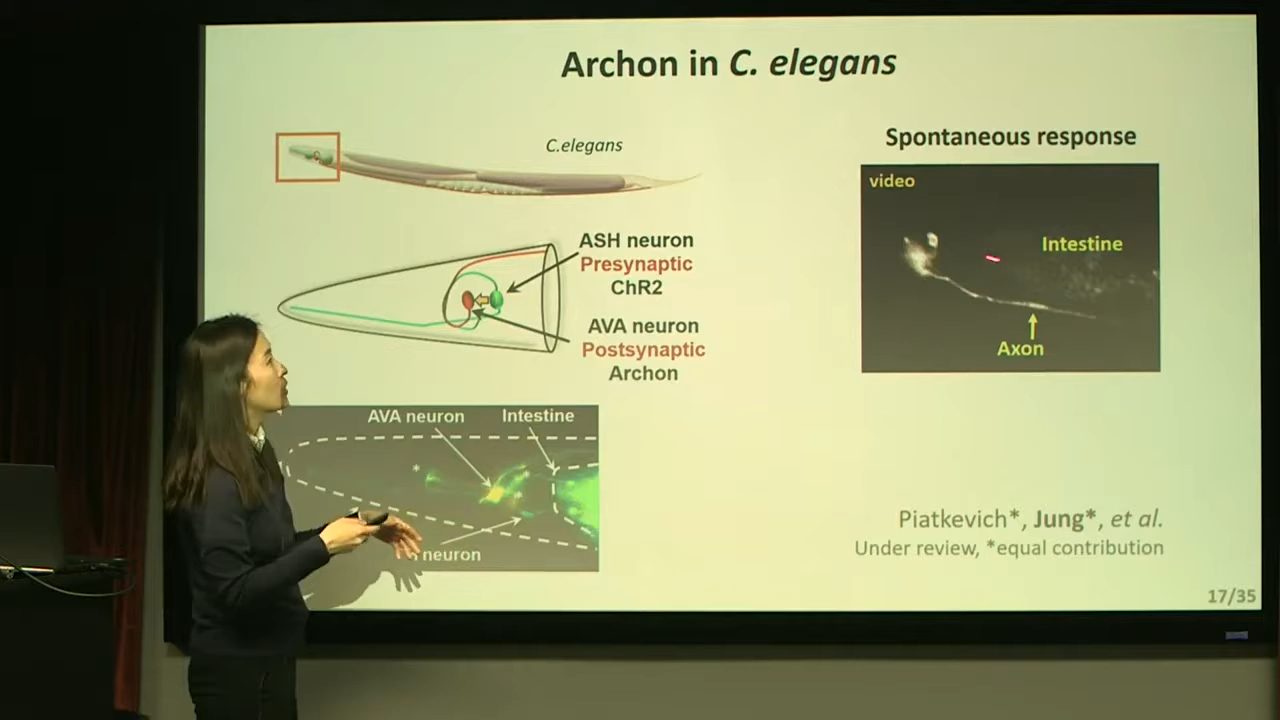 Archon in C. elegans
C.elegans
ASH neuron
Presynaptic
ChR2
AVA neuron
Postsynaptic
Archon
AVA neuron
Intestine
*
*
neuron
Spontaneous response
video
Intestine
Axon
Piatkevich*, Jung*, et al.
Under review, *equal contribution
17/35